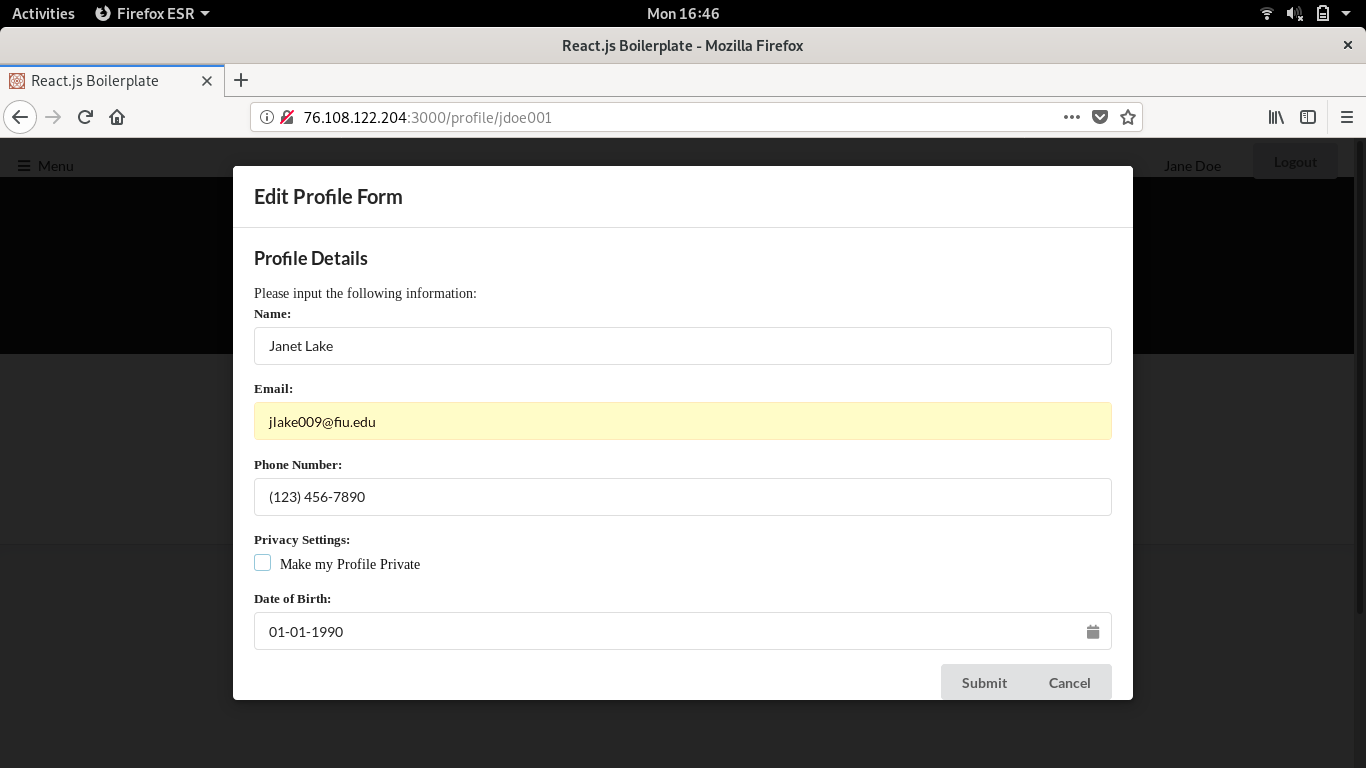 Activities Firefox ESR Mon 16:46
React.js Boilerplate - Mozilla Firefox
React.js Boilerplate
76.108.122.204:3000/profile/jdoe001
Menu Jane Doe Logout
Edit Profile Form
Profile Details
Please input the following information:
Name:
Janet Lake
Email:
jlake009@fiu.edu
Phone Number:
(123) 456-7890
Privacy Settings:
Make my Profile Private
Date of Birth:
01-01-1990
Submit Cancel